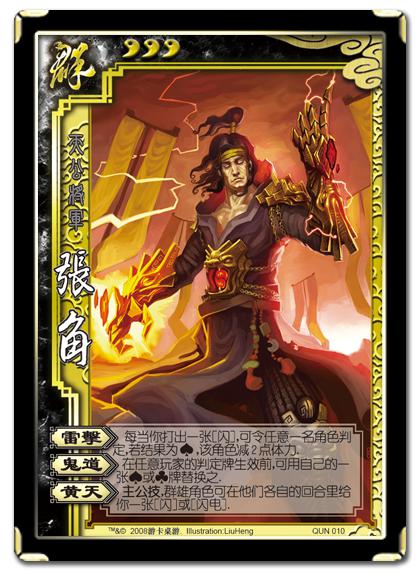 群
天公將軍
張角
雷擊
每当你打出一张[闪],可令任意一名角色判
定,若结果为♠,该角色减2点体力.
鬼道
在任意玩家的判定牌生效前,可用自己的一
张♠或♣牌替换之.
黄天
主公技,群雄角色可在他们各自的回合里给
你一张[闪]或[闪电].
™&© 2008游卡桌游. Illustration:LiuHeng
QUN 010